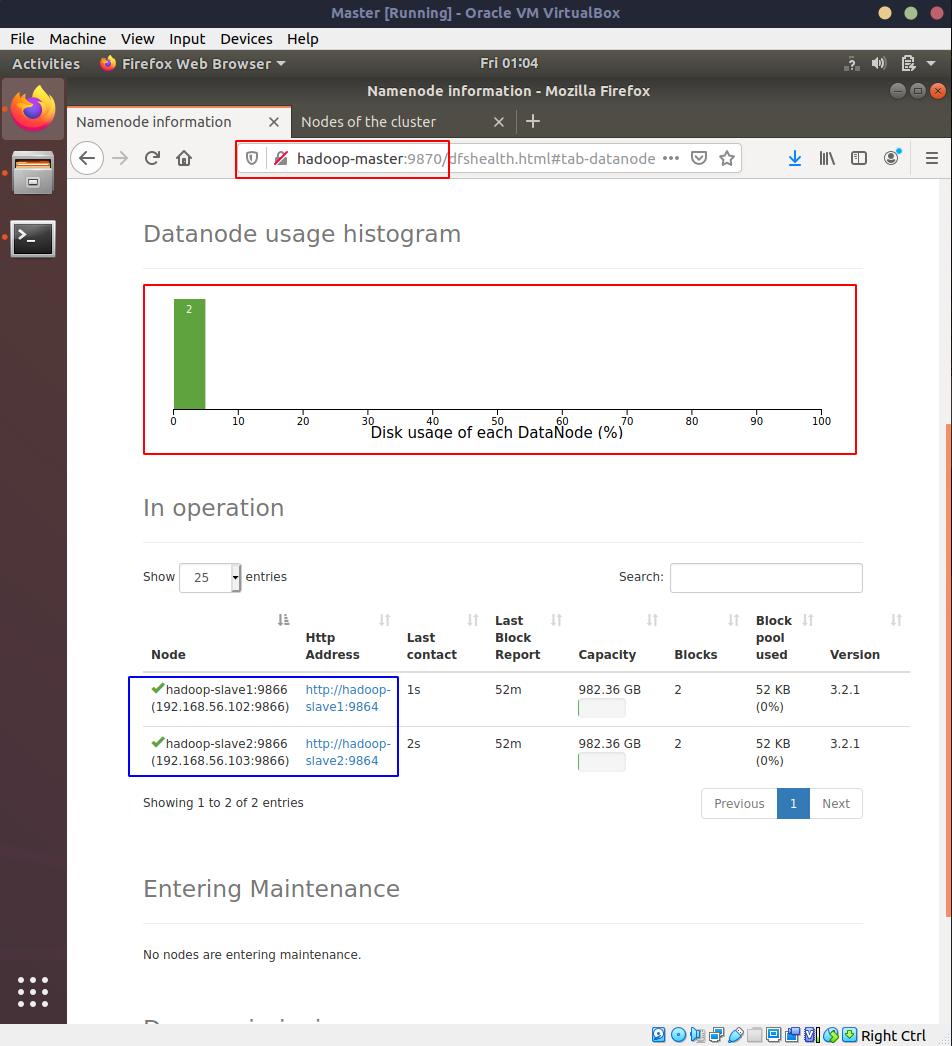 Master [Running] - Oracle VM VirtualBox
File Machine View Input Devices Help
Activities Firefox Web Browser Fri 01:04
Namenode information - Mozilla Firefox
Namenode information Nodes of the cluster
hadoop-master:9870/dfshealth.html#tab-datanode
Datanode usage histogram
2
0 10 20 30 40 50 60 70 80 90 100
Disk usage of each DataNode (%)
In operation
Show 25 entries Search:
Node Http Address Last contact Last Block Report Capacity Blocks Block pool used Version
hadoop-slave1:9866 http://hadoop- 1s 52m 982.36 GB 2 52 KB 3.2.1
(192.168.56.102:9866) slave1:9864 (0%)
hadoop-slave2:9866 http://hadoop- 2s 52m 982.36 GB 2 52 KB 3.2.1
(192.168.56.103:9866) slave2:9864 (0%)
Showing 1 to 2 of 2 entries Previous 1 Next
Entering Maintenance
No nodes are entering maintenance.
Right Ctrl